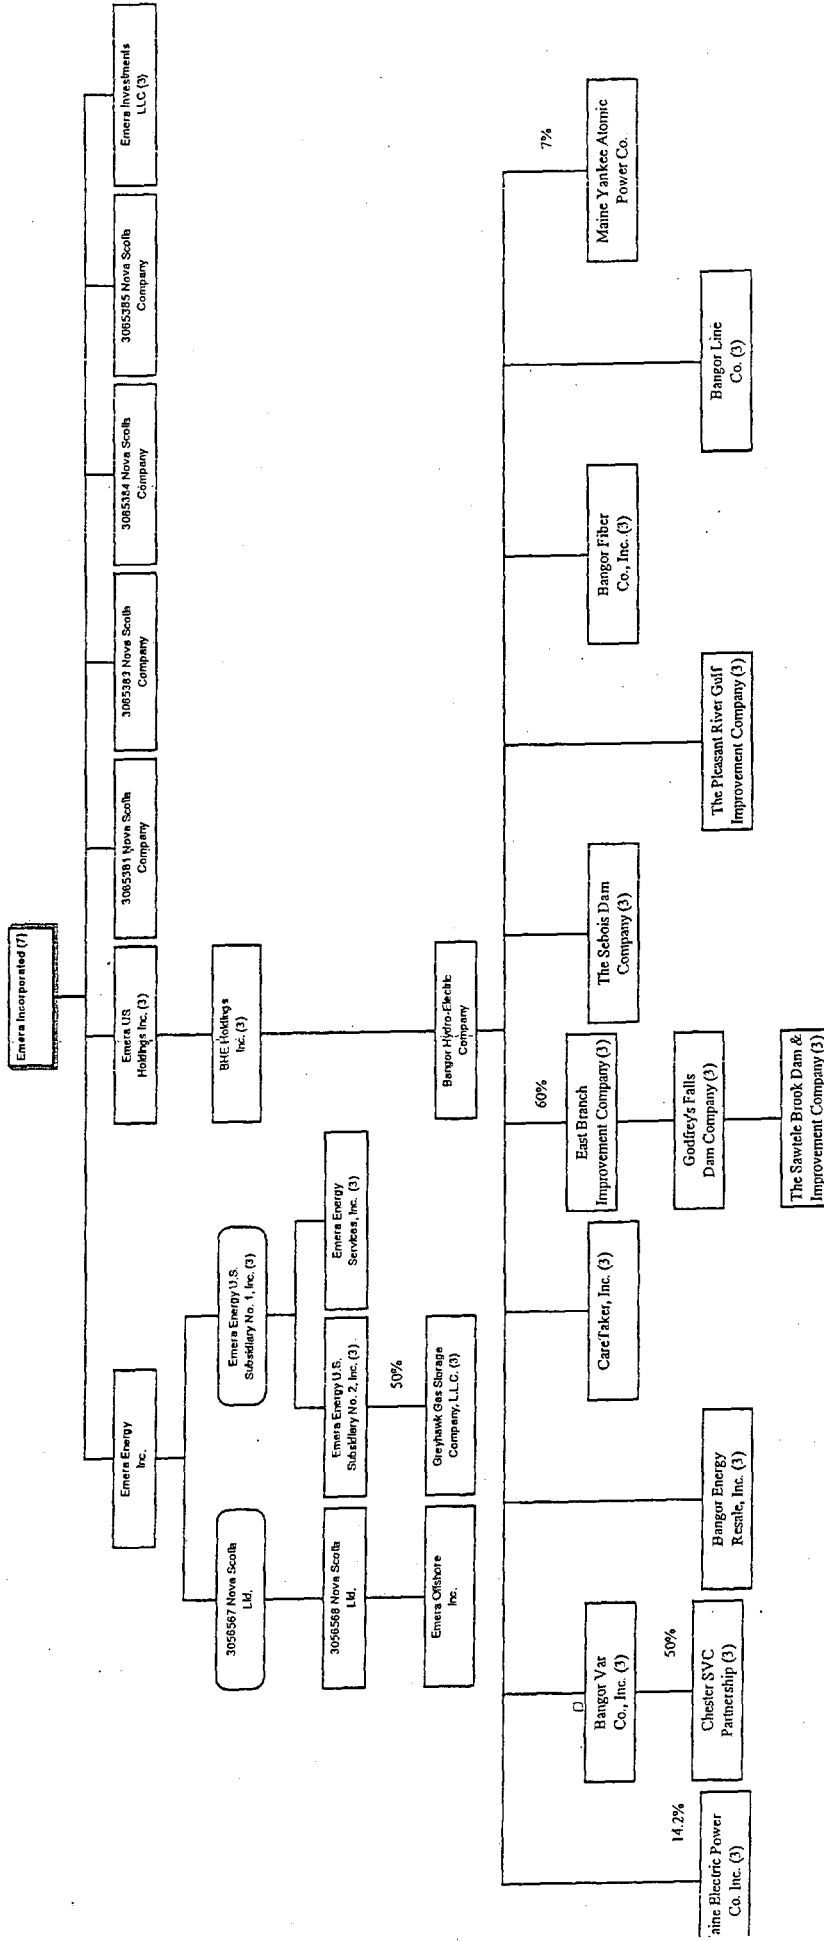 Emera Incorporated (7)
Emera Energy
Inc.
Emera US
Holdings Inc. (3)
3065381 Nova Scotia
Company
3065383 Nova Scotia
Company
3065384 Nova Scotia
Company
3065385 Nova Scotia
Company
Emera Investments
LLC (3)
3056567 Nova Scotia
Ltd.
Emera Energy U.S.
Subsidiary No. 1, Inc. (3)
BHE Holdings
Inc. (3)
3056568 Nova Scotia
Ltd.
Emera Energy U.S.
Subsidiary No. 2, Inc. (3)
Emera Energy
Services, Inc. (3)
50%
Emera Offshore
Inc.
Greyhawk Gas Storage
Company, L.L.C. (3)
Bangor Hydro-Electric
Company
60%
7%
East Branch
Improvement Company (3)
Bangor Var
Co., Inc. (3)
CareTaker, Inc. (3)
The Sebois Dam
Company (3)
Bangor Fiber
Co., Inc. (3)
Maine Yankee Atomic
Power Co.
14.2%
50%
aine Electric Power
Co. Inc. (3)
Chester SVC
Partnership (3)
Bangor Energy
Resale, Inc. (3)
Godfrey's Falls
Dam Company (3)
The Pleasant River Gulf
Improvement Company (3)
Bangor Line
Co. (3)
The Sawtele Brook Dam &
Improvement Company (3)